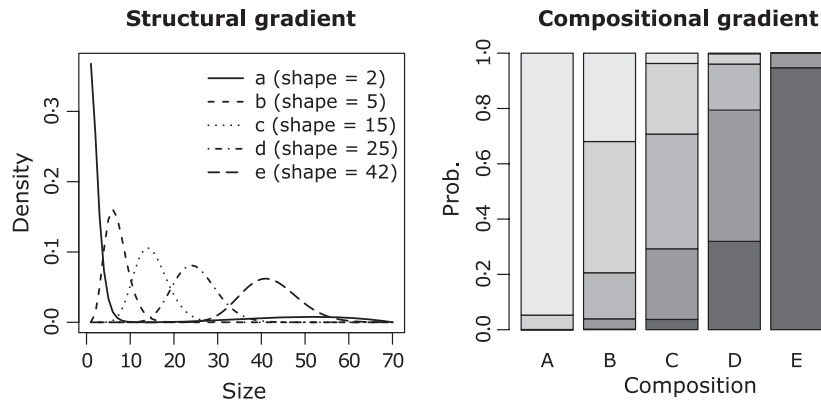 Structural gradient
Density
0·0 0·1 0·2 0·3
a (shape = 2)
b (shape = 5)
c (shape = 15)
d (shape = 25)
e (shape = 42)
0 10 20 30 40 50 60 70
Size
Compositional gradient
Prob.
0·0 0·2 0·4 0·6 0·8 1·0
A B C D E
Composition